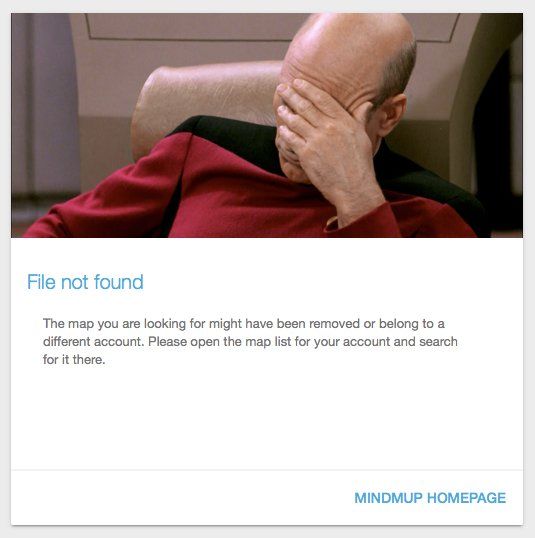 File not found
The map you are looking for might have been removed or belong to a
different account. Please open the map list for your account and search
for it there.
MINDMUP HOMEPAGE